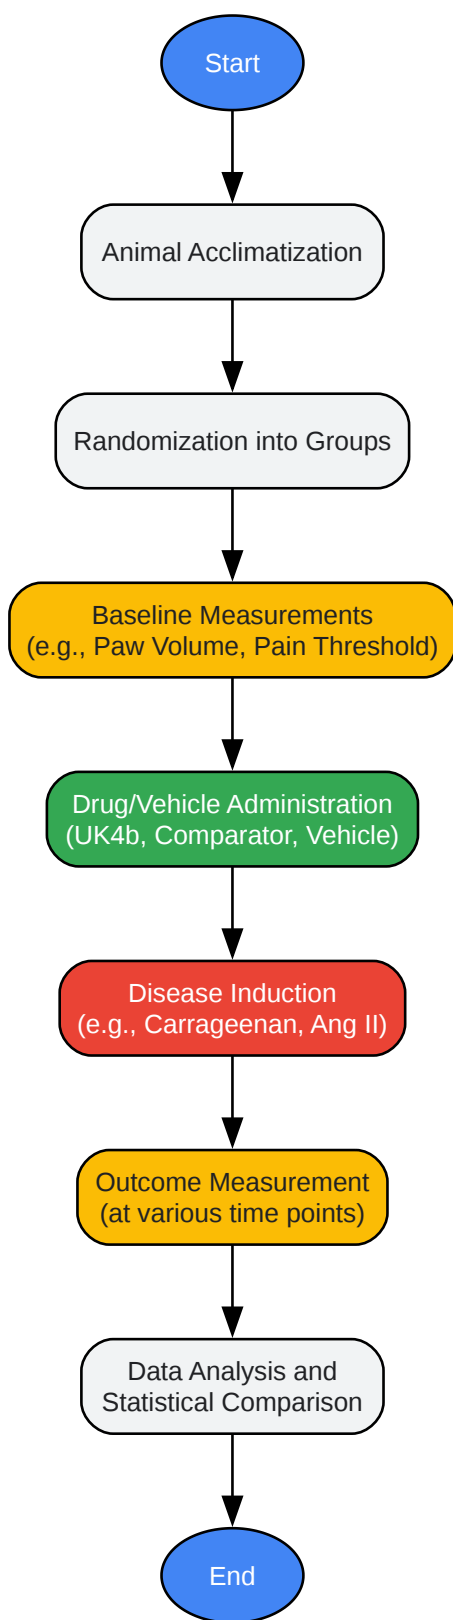 Start
Animal Acclimatization
Randomization into Groups
Baseline Measurements
(e.g., Paw Volume, Pain Threshold)
Drug/Vehicle Administration
(UK4b, Comparator, Vehicle)
Disease Induction
(e.g., Carrageenan, Ang II)
Outcome Measurement
(at various time points)
Data Analysis and
Statistical Comparison
End